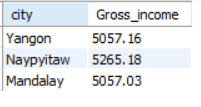 city Gross_income
Yangon 5057.16
Naypyitaw 5265.18
Mandalay 5057.03